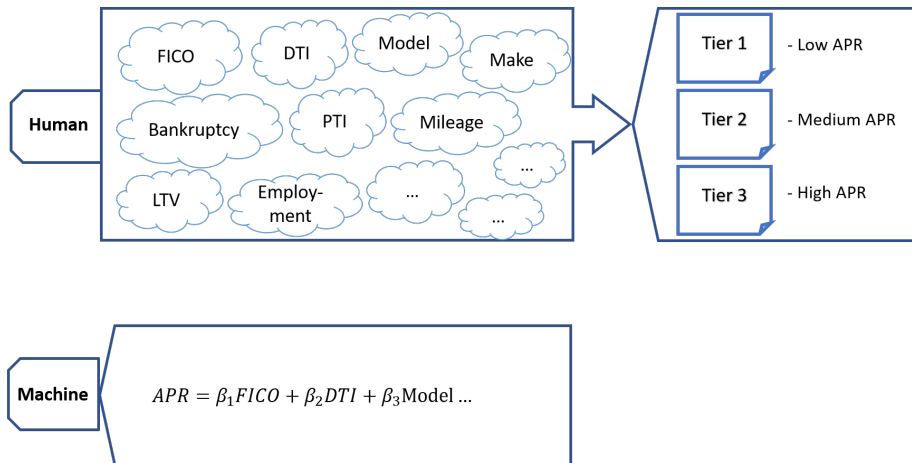 Human
FICO
DTI
Model
Make
Bankruptcy
PTI
Mileage
LTV
Employ-
ment
...
...
...
Tier 1 - Low APR
Tier 2 - Medium APR
Tier 3 - High APR
Machine
APR = β₁FICO + β₂DTI + β₃Model ...